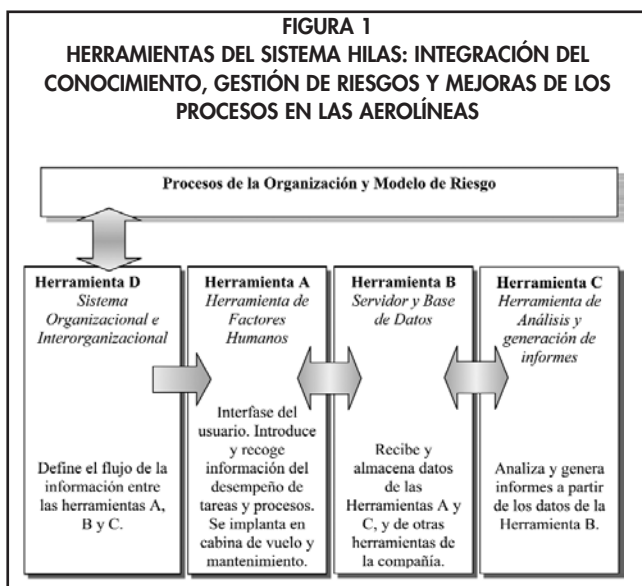 FIGURA 1
HERRAMIENTAS DEL SISTEMA HILAS: INTEGRACIÓN DEL
CONOCIMIENTO, GESTIÓN DE RIESGOS Y MEJORAS DE LOS
PROCESOS EN LAS AEROLÍNEAS
Procesos de la Organización y Modelo de Riesgo
Herramienta D
Sistema
Organizacional e
Interorganizacional
Define el flujo de la
información entre
las herramientas A,
B y C.
Herramienta A
Herramienta de
Factores
Humanos
Interfase del
usuario. Introduce
y recoge
información del
desempeño de
tareas y procesos.
Se implanta en
cabina de vuelo y
mantenimiento.
Herramienta B
Servidor y Base
de Datos
Recibe y
almacena datos
de las
Herramientas A y
C, y de otras
herramientas de
la compañía.
Herramienta C
Herramienta de
Análisis y
generación de
informes
Analiza y genera
informes a partir
de los datos de la
Herramienta B.